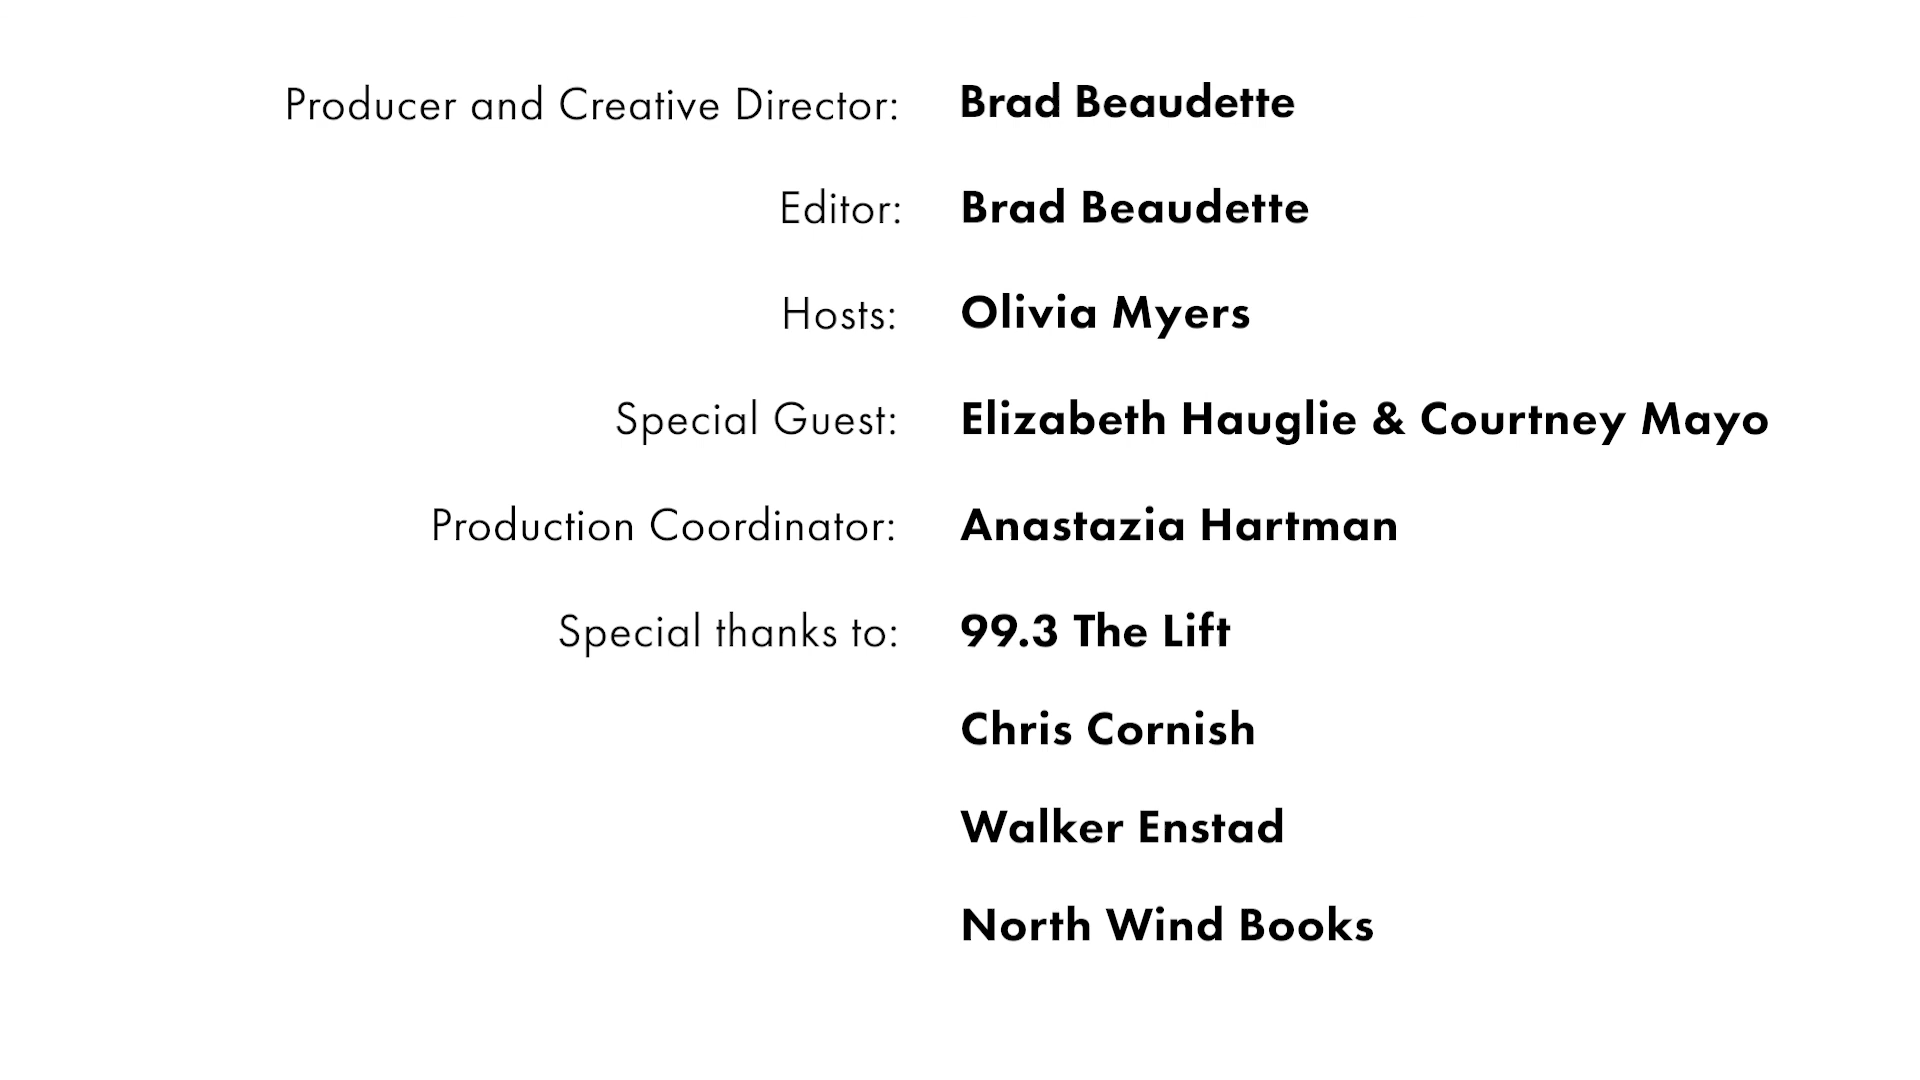 Producer and Creative Director: Brad Beaudette
Editor: Brad Beaudette
Hosts: Olivia Myers
Special Guest: Elizabeth Hauglie & Courtney Mayo
Production Coordinator: Anastazia Hartman
Special thanks to: 99.3 The Lift
Chris Cornish
Walker Enstad
North Wind Books